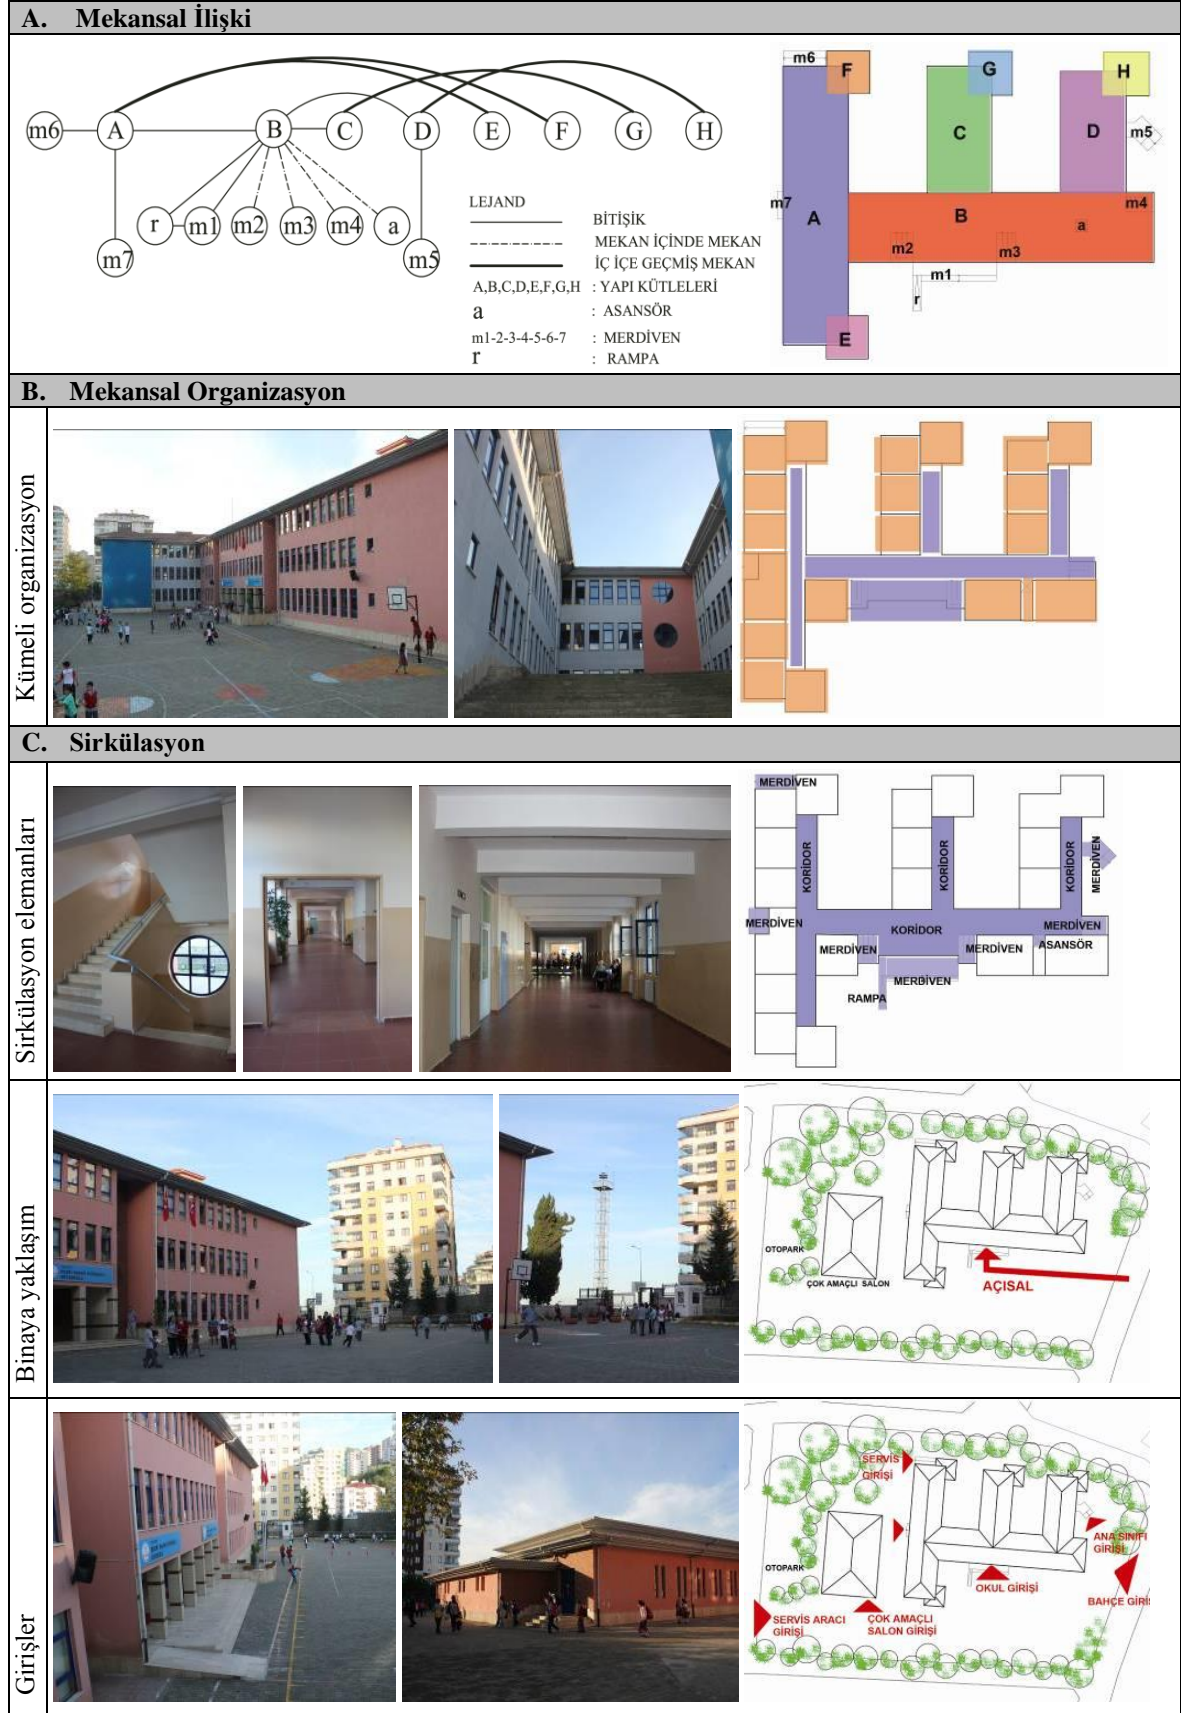 A. Mekansal İlişki
m6
A
B
C
D
E
F
G
H
r
m1
m2
m3
m4
a
m7
m5
LEJAND
BİTİŞİK
MEKAN İÇİNDE MEKAN
İÇ İÇE GEÇMİŞ MEKAN
A,B,C,D,E,F,G,H : YAPI KÜTLELERİ
a : ASANSÖR
m1-2-3-4-5-6-7 : MERDİVEN
r : RAMPA
m6
F
G
H
C
D
m5
m7
A
B
m4
a
m2
m3
m1
r
E
B. Mekansal Organizasyon
Kümeli organizasyon
C. Sirkülasyon
Sirkülasyon elemanları
MERDİVEN
KORİDOR
KORİDOR
KORİDOR
MERDİVEN
MERDİVEN
KORİDOR
MERDİVEN
MERDİVEN
MERDİVEN
ASANSÖR
MERDİVEN
RAMPA
Binaya yaklaşım
OTOPARK
ÇOK AMAÇLI SALON
AÇISAL
Girişler
SERVİS
GİRİŞİ
ANA SINIFI
GİRİŞİ
OTOPARK
OKUL GİRİŞİ
BAHÇE GİRİŞ
SERVİS ARACI
GİRİŞİ
ÇOK AMAÇLI
SALON GİRİŞİ